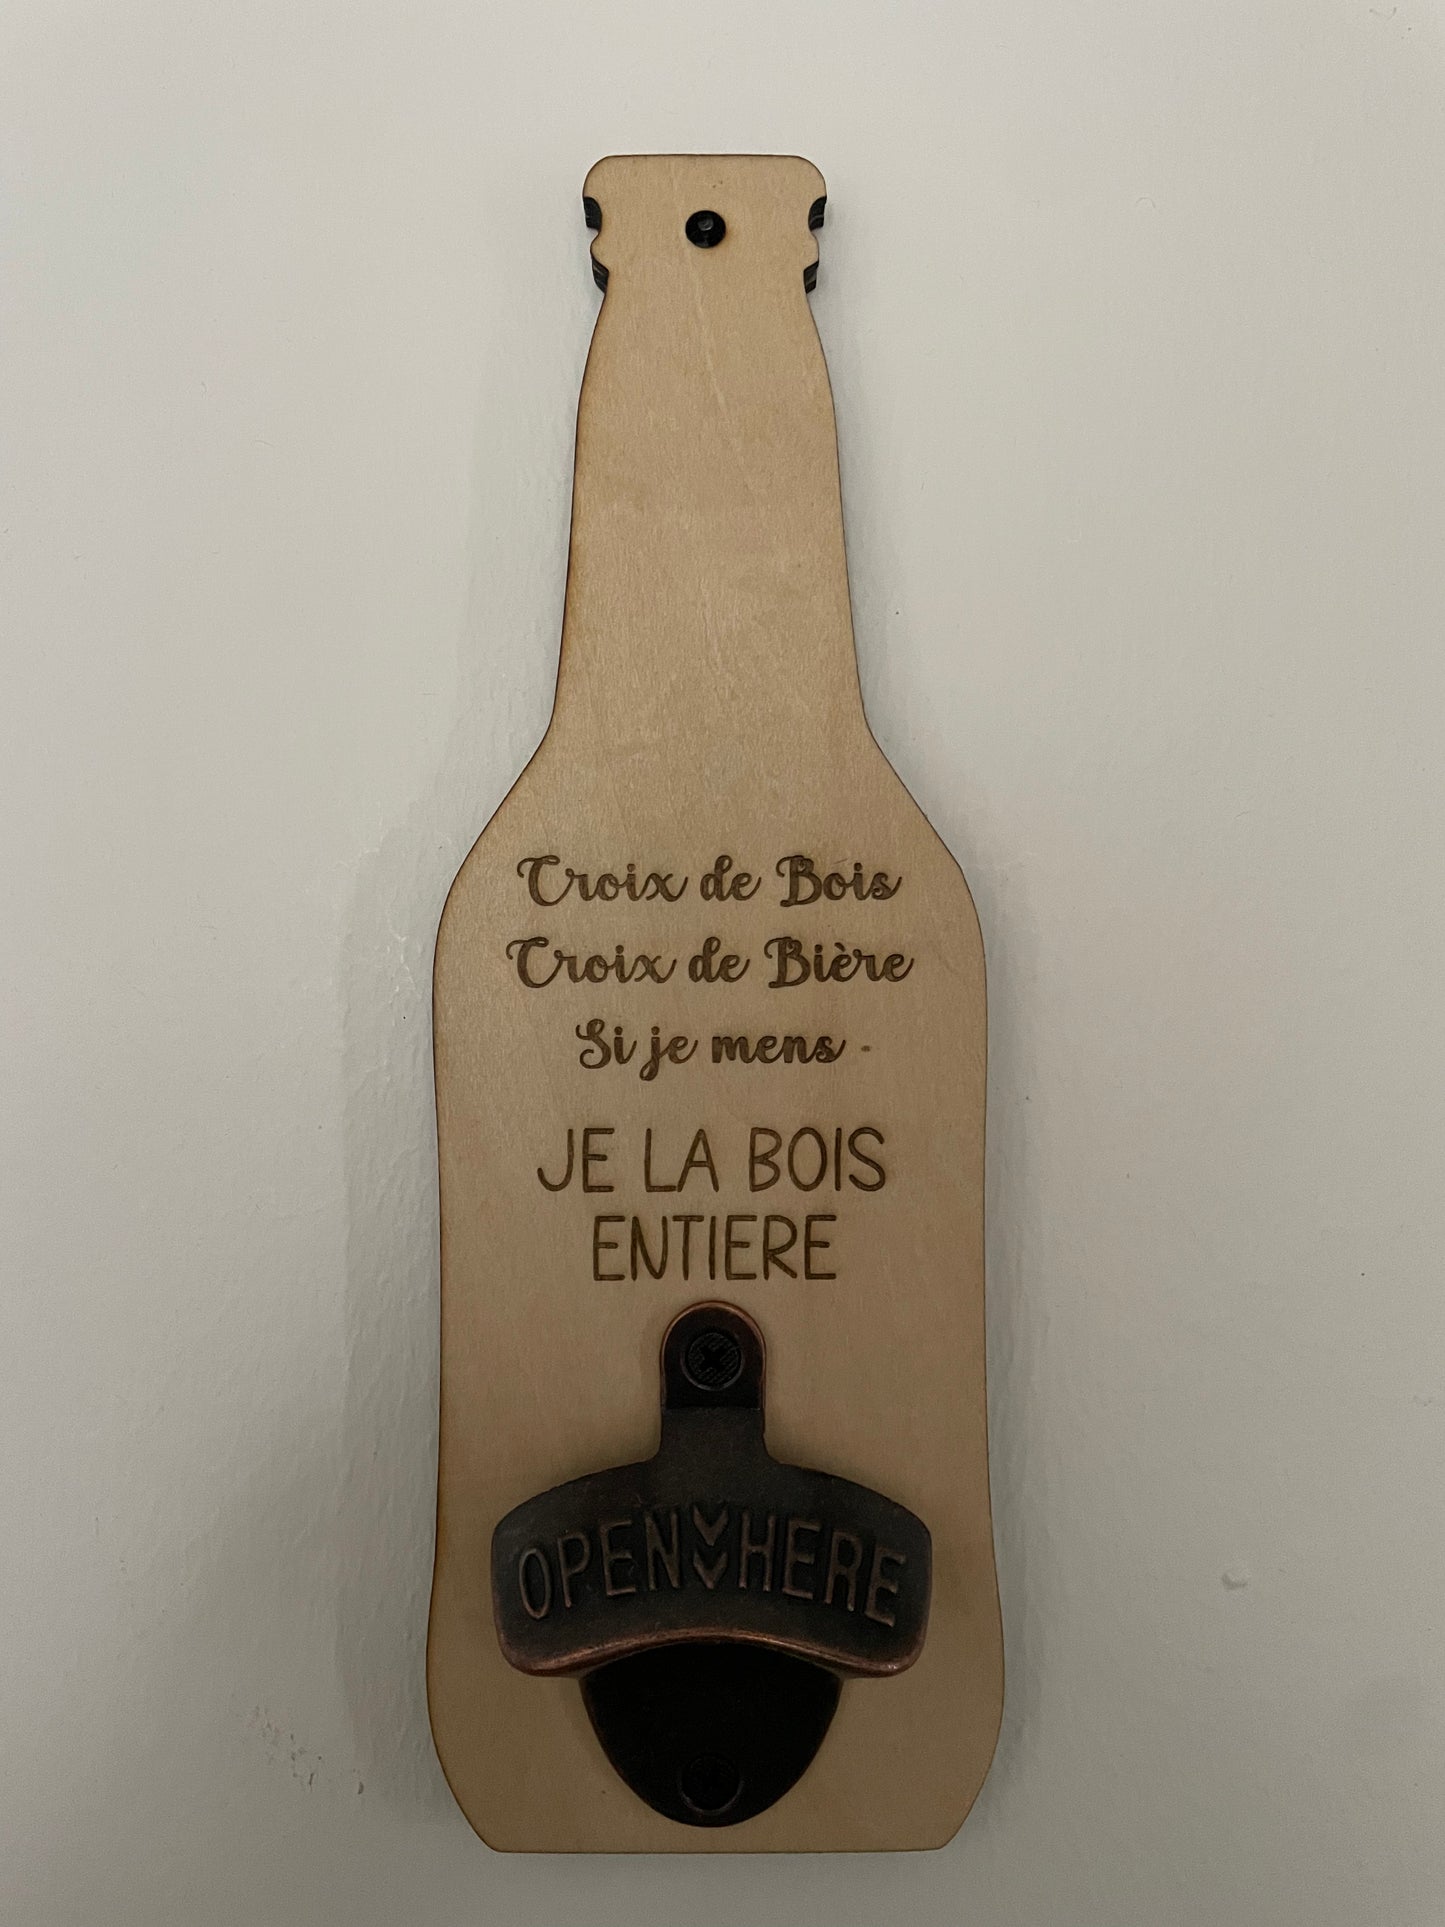 Croix de Bois
Croix de Bière
Si je mens
JE LA BOIS
ENTIERE
OPEN HERE